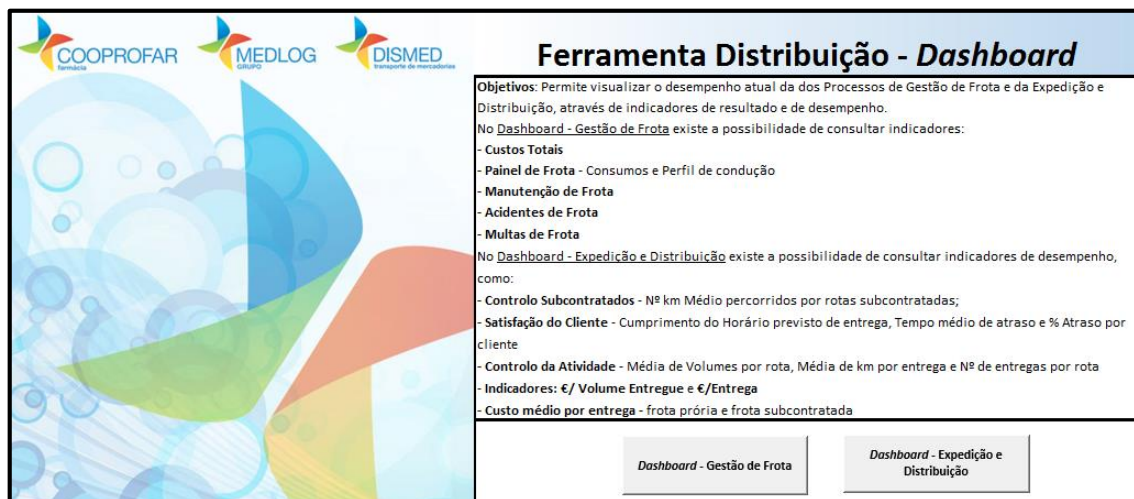 COOPROFAR
farmácia
MEDLOG
GRUPO
DISMED
transporte de mercadorias
Ferramenta Distribuição - Dashboard
Objetivos: Permite visualizar o desempenho atual da dos Processos de Gestão de Frota e da Expedição e
Distribuição, através de indicadores de resultado e de desempenho.
No Dashboard - Gestão de Frota existe a possibilidade de consultar indicadores:
- Custos Totais
- Painel de Frota - Consumos e Perfil de condução
- Manutenção de Frota
- Acidentes de Frota
- Multas de Frota
No Dashboard - Expedição e Distribuição existe a possibilidade de consultar indicadores de desempenho,
como:
- Controlo Subcontratados - Nº km Médio percorridos por rotas subcontratadas;
- Satisfação do Cliente - Cumprimento do Horário previsto de entrega, Tempo médio de atraso e % Atraso por
cliente
- Controlo da Atividade - Média de Volumes por rota, Média de km por entrega e Nº de entregas por rota
- Indicadores: €/ Volume Entregue e €/Entrega
- Custo médio por entrega - frota prória e frota subcontratada
Dashboard - Gestão de Frota
Dashboard - Expedição e
Distribuição